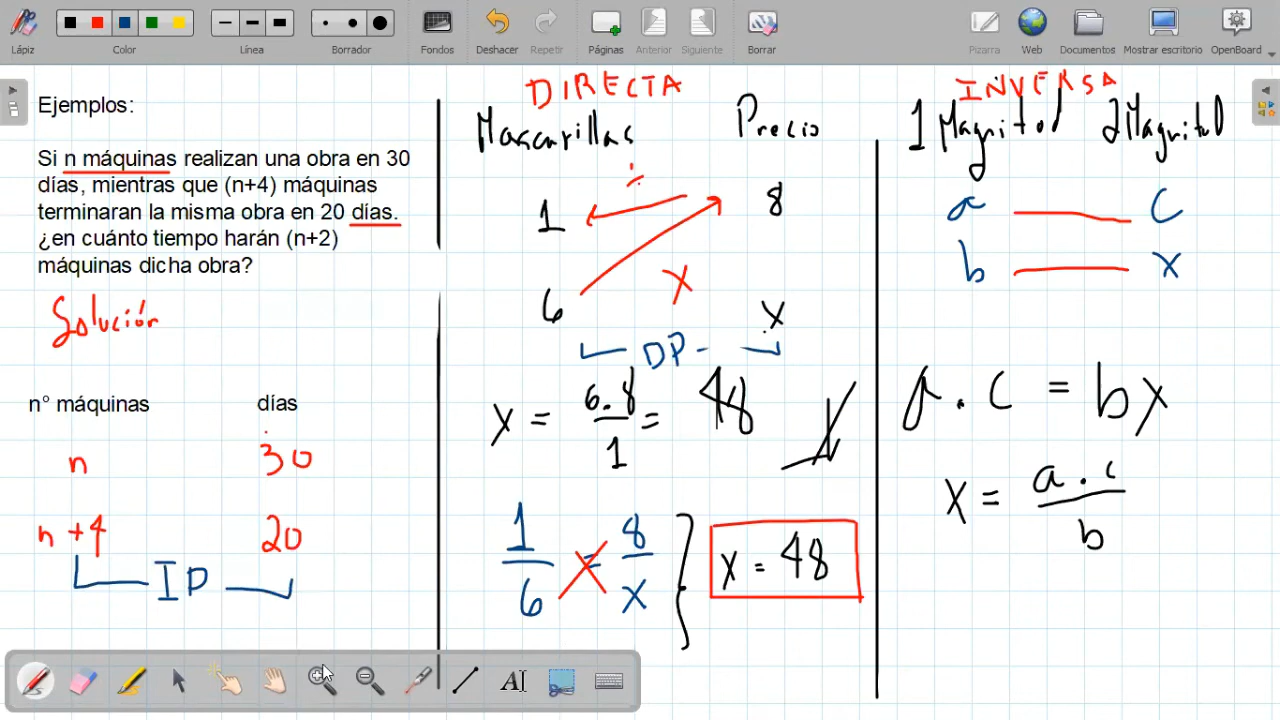 Lápiz
Color
Línea
Borrador
Fondos
Deshacer
Repetir
Páginas
Anterior
Siguiente
Borrar
Pizarra
Web
Documentos
Mostrar escritorio
OpenBoard
Ejemplos:
Si n máquinas realizan una obra en 30
días, mientras que (n+4) máquinas
terminaran la misma obra en 20 días.
¿en cuánto tiempo harán (n+2)
máquinas dicha obra?
Solución
n° máquinas días
n 30
n+4 20
IP
DIRECTA
Mascarillas Precio
÷
1 8
X
6 x
DP
x = 6.8/1 = 48
1/6 = 8/x } x = 48
INVERSA
1 Magnitud 2 Magnitud
a c
b x
a . c = bx
x = a . c / b
AI